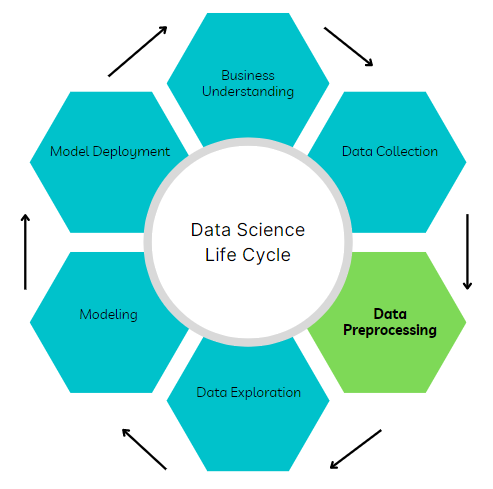 Business
Understanding
Data Collection
Data
Preprocessing
Data Exploration
Modeling
Model Deployment
Data Science
Life Cycle